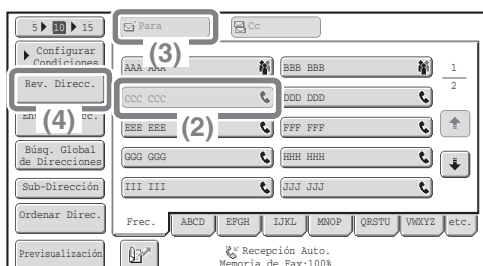 5 10 15
Para
Cc
Configurar
Condiciones
(3)
AAA AAA
BBB BBB
1
2
Rev. Direcc.
CCC CCC
DDD DDD
(4)
(2)
EEE EEE
FFF FFF
Búsq. Global
de Direcciones
GGG GGG
HHH HHH
Sub-Dirección
III III
JJJ JJJ
Ordenar Direc.
Frec.
ABCD
EFGH
IJKL
MNOP
QRSTU
VWXYZ
etc.
Previsualización
Recepción Auto.
Memoria de Fax:100%